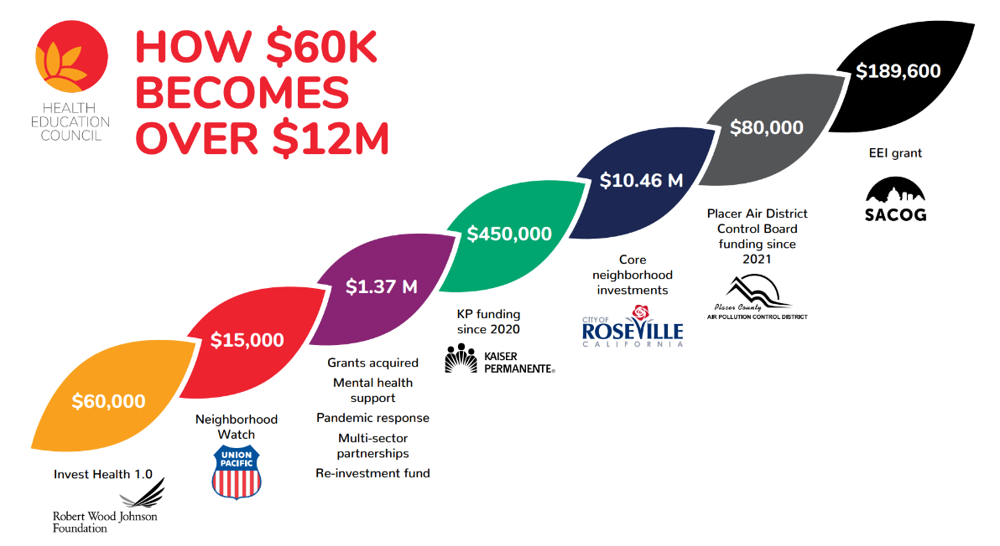 HEALTH
EDUCATION
COUNCIL
HOW $60K
BECOMES
OVER $12M
$60,000
Invest Health 1.0
Robert Wood Johnson
Foundation
$15,000
Neighborhood
Watch
UNION
PACIFIC
$1.37 M
Grants acquired
Mental health
support
Pandemic response
Multi-sector
partnerships
Re-investment fund
$450,000
KP funding
since 2020
KAISER
PERMANENTE®
$10.46 M
Core
neighborhood
investments
CITY OF
ROSEVILLE
CALIFORNIA
$80,000
Placer Air District
Control Board
funding since
2021
Placer County
AIR POLLUTION CONTROL DISTRICT
$189,600
EEI grant
SACOG